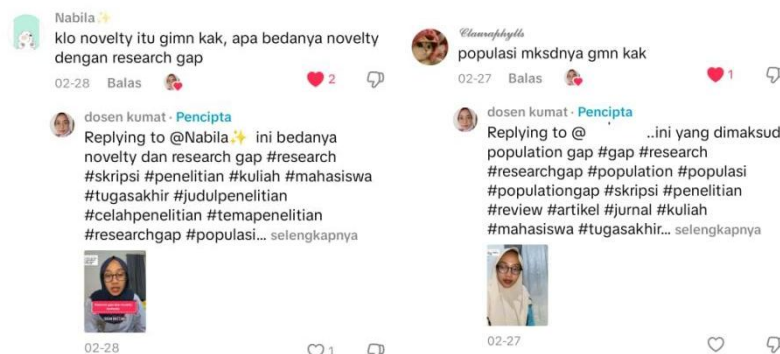 Nabila✨
klo novelty itu gimn kak, apa bedanya novelty
dengan research gap
02-28 Balas 2
dosen kumat · Pencipta
Replying to @Nabila✨ ini bedanya
novelty dan research gap #research
#skripsi #penelitian #kuliah #mahasiswa
#tugasakhir #judulpenelitian
#celahpenelitian #temapenelitian
#researchgap #populasi... selengkapnya
02-28 1
Clauraphylls
populasi mksdnya gmn kak
02-27 Balas 1
dosen kumat · Pencipta
Replying to @ ..ini yang dimaksud
population gap #gap #research
#researchgap #population #populasi
#populationgap #skripsi #penelitian
#review #artikel #jurnal #kuliah
#mahasiswa #tugasakhir... selengkapnya
02-27